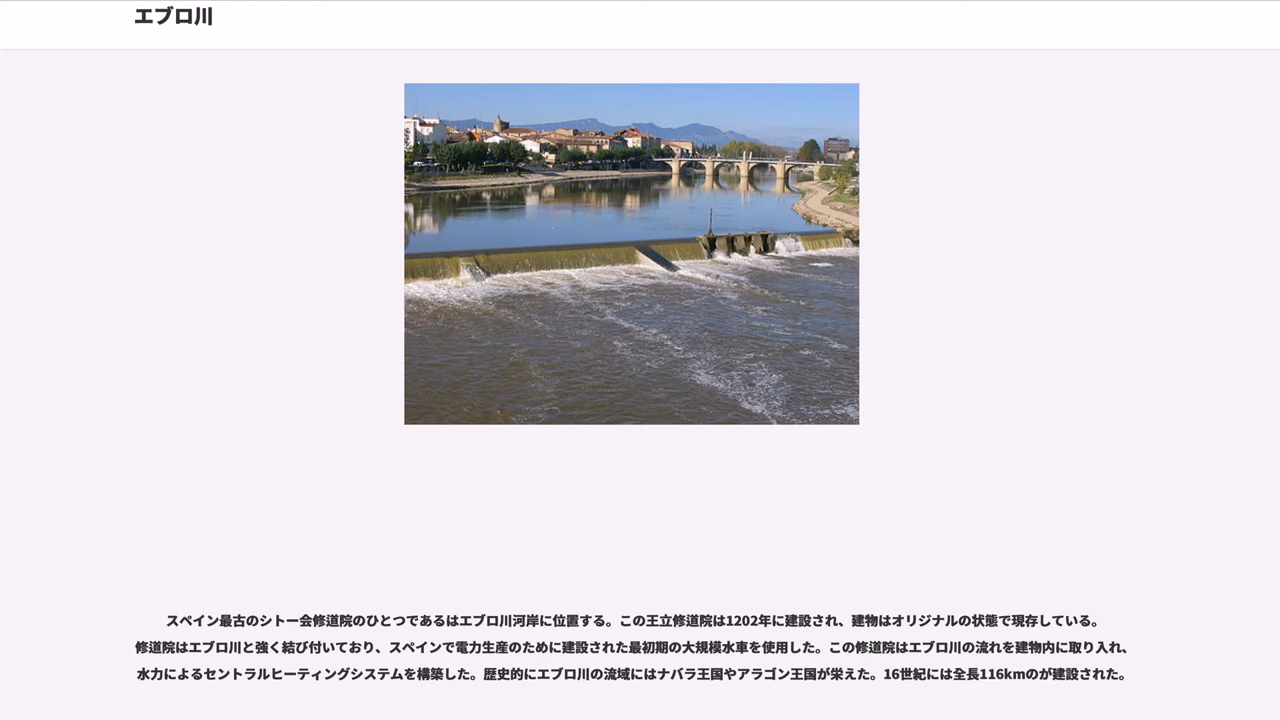 エブロ川
スペイン最古のシトー会修道院のひとつであるはエブロ川河岸に位置する。この王立修道院は1202年に建設され、建物はオリジナルの状態で現存している。
修道院はエブロ川と強く結び付いており、スペインで電力生産のために建設された最初期の大規模水車を使用した。この修道院はエブロ川の流れを建物内に取り入れ、
水力によるセントラルヒーティングシステムを構築した。歴史的にエブロ川の流域にはナバラ王国やアラゴン王国が栄えた。16世紀には全長116kmのが建設された。